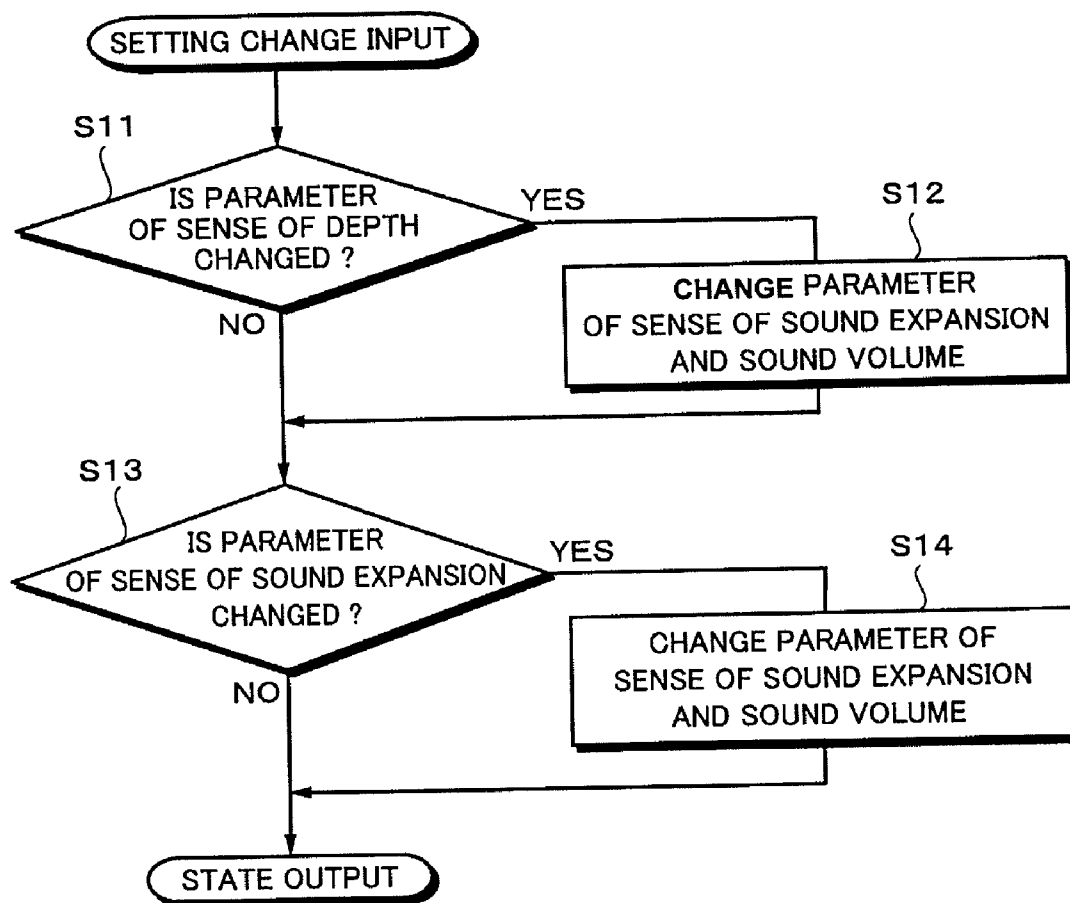 SETTING CHANGE INPUT
S11
IS PARAMETER
OF SENSE OF DEPTH
CHANGED ?
YES
NO
S12
CHANGE PARAMETER
OF SENSE OF SOUND EXPANSION
AND SOUND VOLUME
S13
IS PARAMETER
OF SENSE OF SOUND EXPANSION
CHANGED ?
YES
NO
S14
CHANGE PARAMETER OF
SENSE OF SOUND EXPANSION
AND SOUND VOLUME
STATE OUTPUT